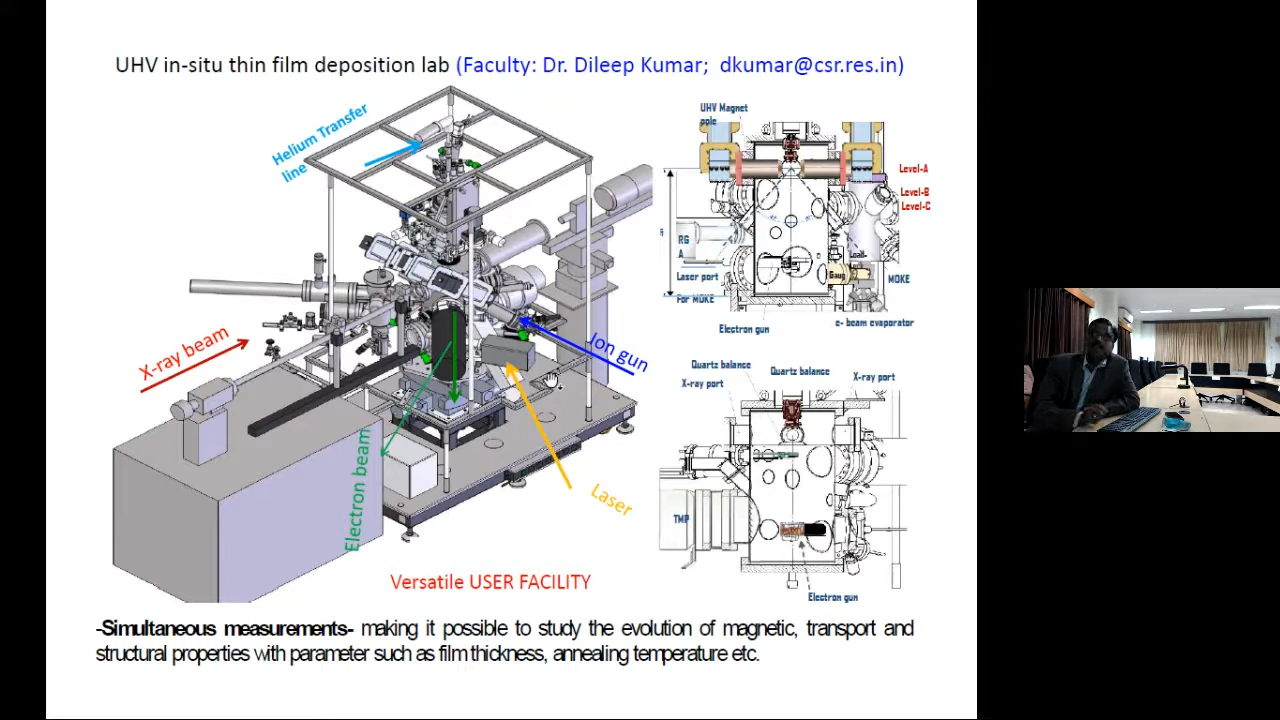 UHV in-situ thin film deposition lab (Faculty: Dr. Dileep Kumar; dkumar@csr.res.in)
Helium Transfer
line
X-ray beam
Ion gun
Electron beam
Laser
Versatile USER FACILITY
UHV Magnet
pole
Level-A
Level-B
Level-C
RG
A
Load-
Gaug
Laser port
For MOKE
MOKE
Electron gun
e- beam evaporator
Quartz balance
Quartz balance
X-ray port
X-ray port
TMP
Electron gun
-Simultaneous measurements- making it possible to study the evolution of magnetic, transport and
structural properties with parameter such as film thickness, annealing temperature etc.